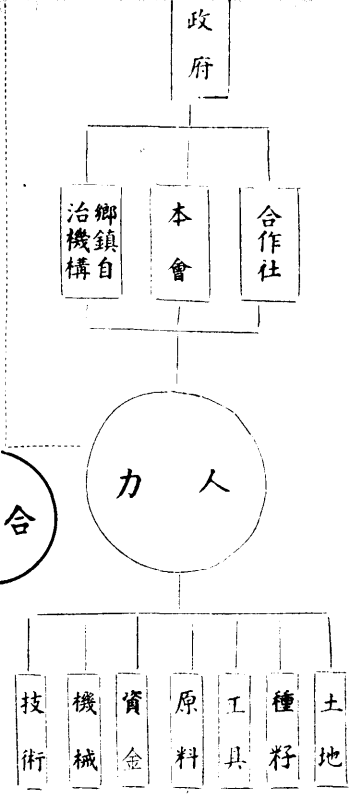 政府
合作社
本會
鄉鎮自
治機構
人力
合
土地
種籽
工具
原料
資金
機械
技術